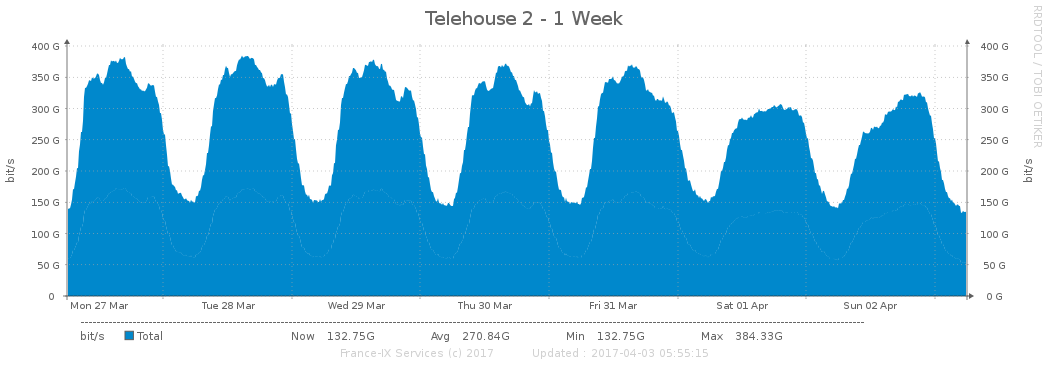 Telehouse 2 - 1 Week
RRDTOOL / TOBI OETIKER
bit/s
400 G
350 G
300 G
250 G
200 G
150 G
100 G
50 G
0
400 G
350 G
300 G
250 G
200 G
150 G
100 G
50 G
0 G
bit/s
Mon 27 Mar Tue 28 Mar Wed 29 Mar Thu 30 Mar Fri 31 Mar Sat 01 Apr Sun 02 Apr
bit/s Total Now 132.75G Avg 270.84G Min 132.75G Max 384.33G
France-IX Services (c) 2017 Updated : 2017-04-03 05:55:15